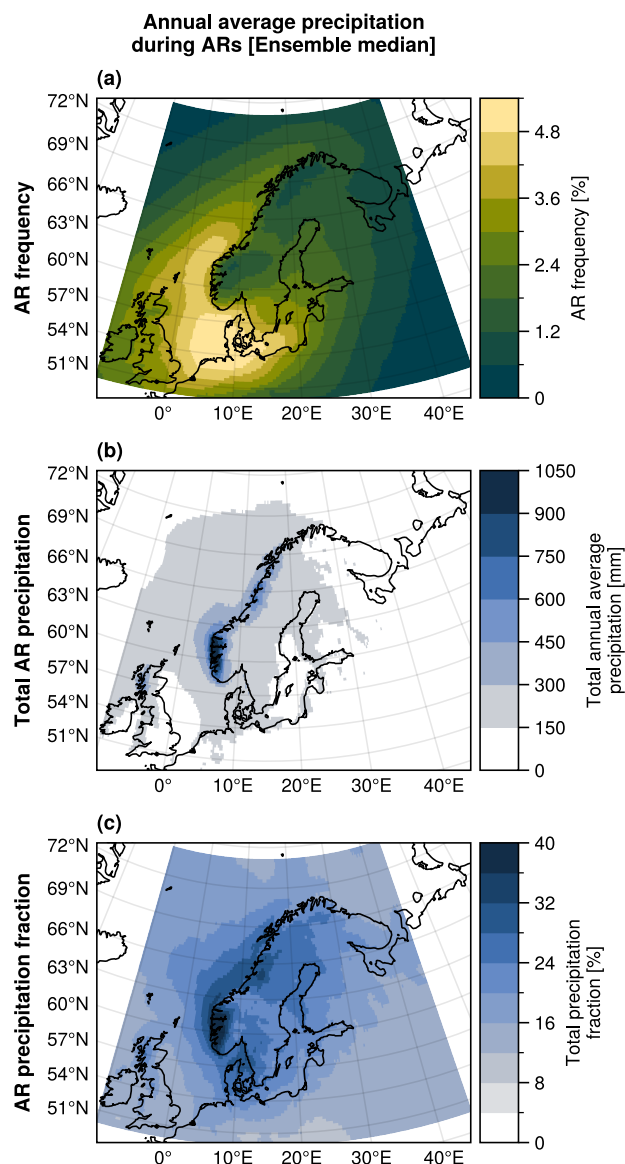 Annual average precipitation
during ARs [Ensemble median]
(a)
72°N
69°N
66°N
63°N
60°N
57°N
54°N
51°N
AR frequency
0°
10°E
20°E
30°E
40°E
4.8
3.6
2.4
1.2
0
AR frequency [%]
(b)
72°N
69°N
66°N
63°N
60°N
57°N
54°N
51°N
Total AR precipitation
0°
10°E
20°E
30°E
40°E
1050
900
750
600
450
300
150
0
Total annual average
precipitation [mm]
(c)
72°N
69°N
66°N
63°N
60°N
57°N
54°N
51°N
AR precipitation fraction
0°
10°E
20°E
30°E
40°E
40
32
24
16
8
0
Total precipitation
fraction [%]